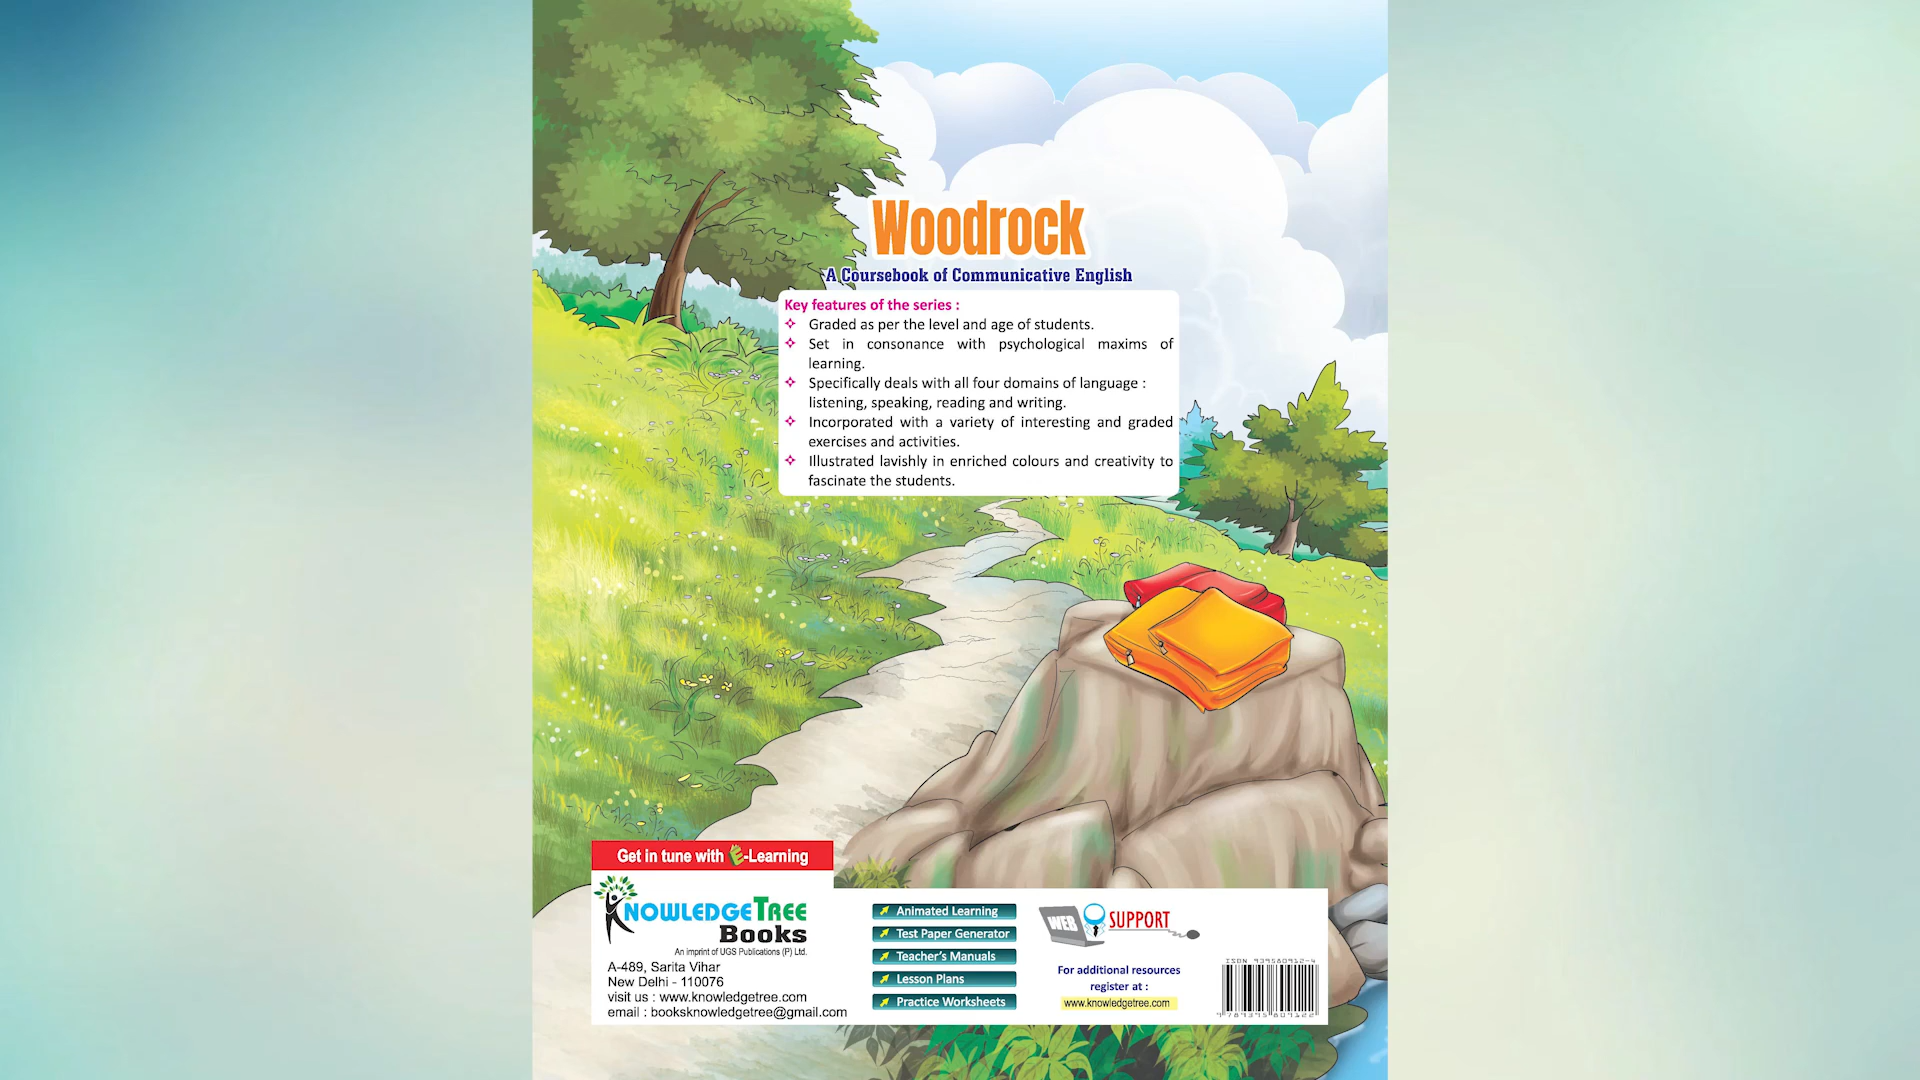 Woodrock
A Coursebook of Communicative English
Key features of the series :
Graded as per the level and age of students.
Set in consonance with psychological maxims of
learning.
Specifically deals with all four domains of language :
listening, speaking, reading and writing.
Incorporated with a variety of interesting and graded
exercises and activities.
Illustrated lavishly in enriched colours and creativity to
fascinate the students.
Get in tune with E-Learning
KNOWLEDGETREE
Books
An imprint of UGS Publications (P) Ltd.
A-489, Sarita Vihar
New Delhi - 110076
visit us : www.knowledgetree.com
email : booksknowledgetree@gmail.com
Animated Learning
Test Paper Generator
Teacher's Manuals
Lesson Plans
Practice Worksheets
WEB SUPPORT
For additional resources
register at :
www.knowledgetree.com
ISBN 939580912-4
9789395809122